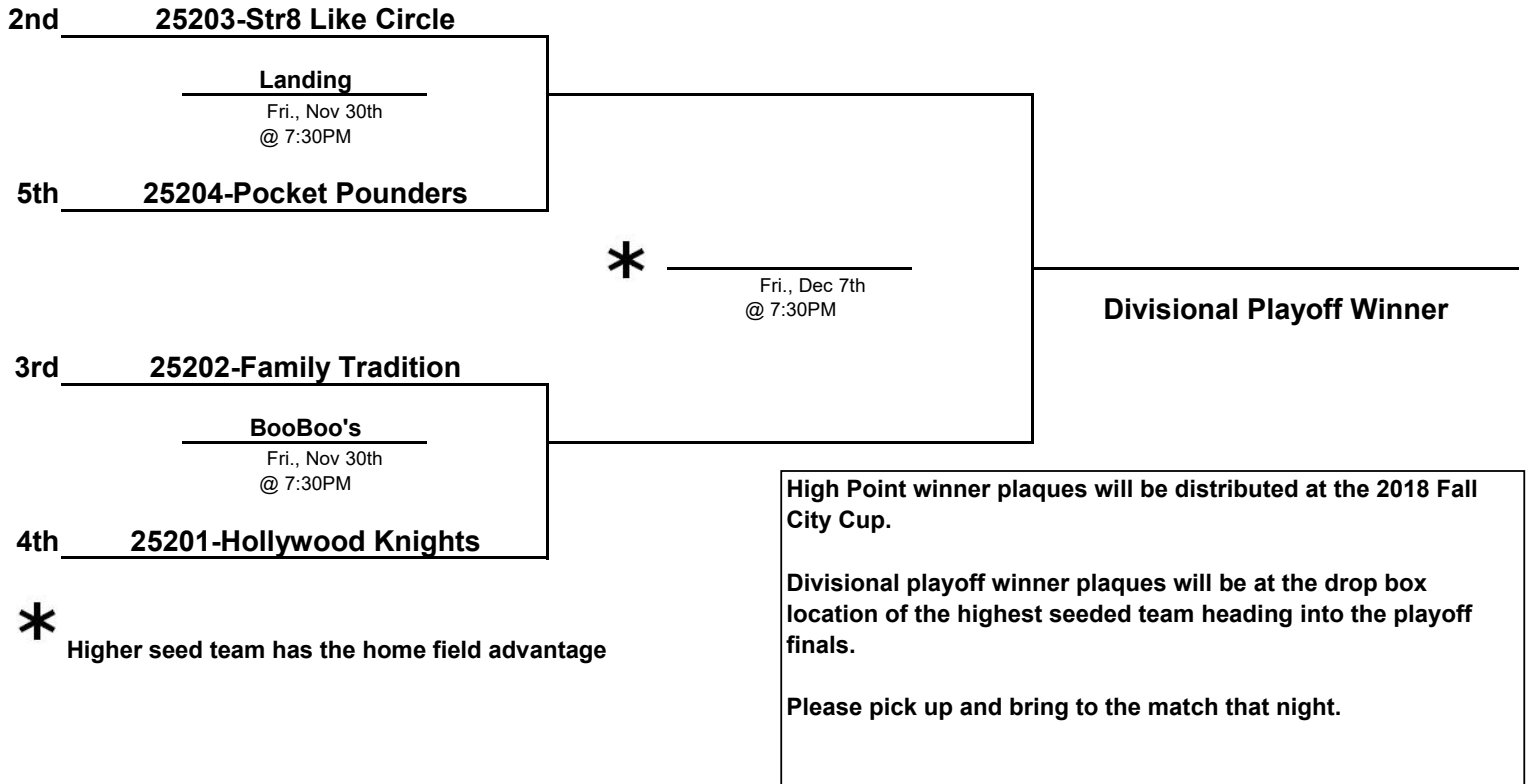 2nd 25203-Str8 Like Circle
Landing
Fri., Nov 30th
@ 7:30PM
5th 25204-Pocket Pounders
*
Fri., Dec 7th
@ 7:30PM
Divisional Playoff Winner
3rd 25202-Family Tradition
BooBoo's
Fri., Nov 30th
@ 7:30PM
4th 25201-Hollywood Knights
* Higher seed team has the home field advantage
High Point winner plaques will be distributed at the 2018 Fall
City Cup.
Divisional playoff winner plaques will be at the drop box
location of the highest seeded team heading into the playoff
finals.
Please pick up and bring to the match that night.